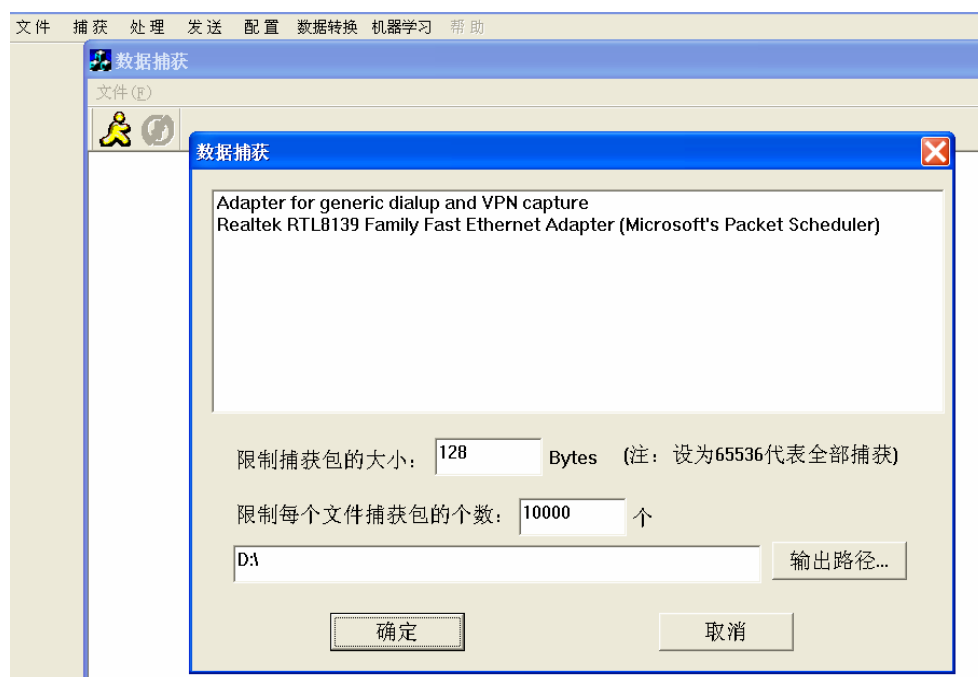 文件 捕获 处理 发送 配置 数据转换 机器学习 帮助
数据捕获
文件(F)
数据捕获
Adapter for generic dialup and VPN capture
Realtek RTL8139 Family Fast Ethernet Adapter (Microsoft's Packet Scheduler)
限制捕获包的大小： 128 Bytes (注：设为65536代表全部捕获)
限制每个文件捕获包的个数： 10000 个
D:\ 输出路径...
确定 取消